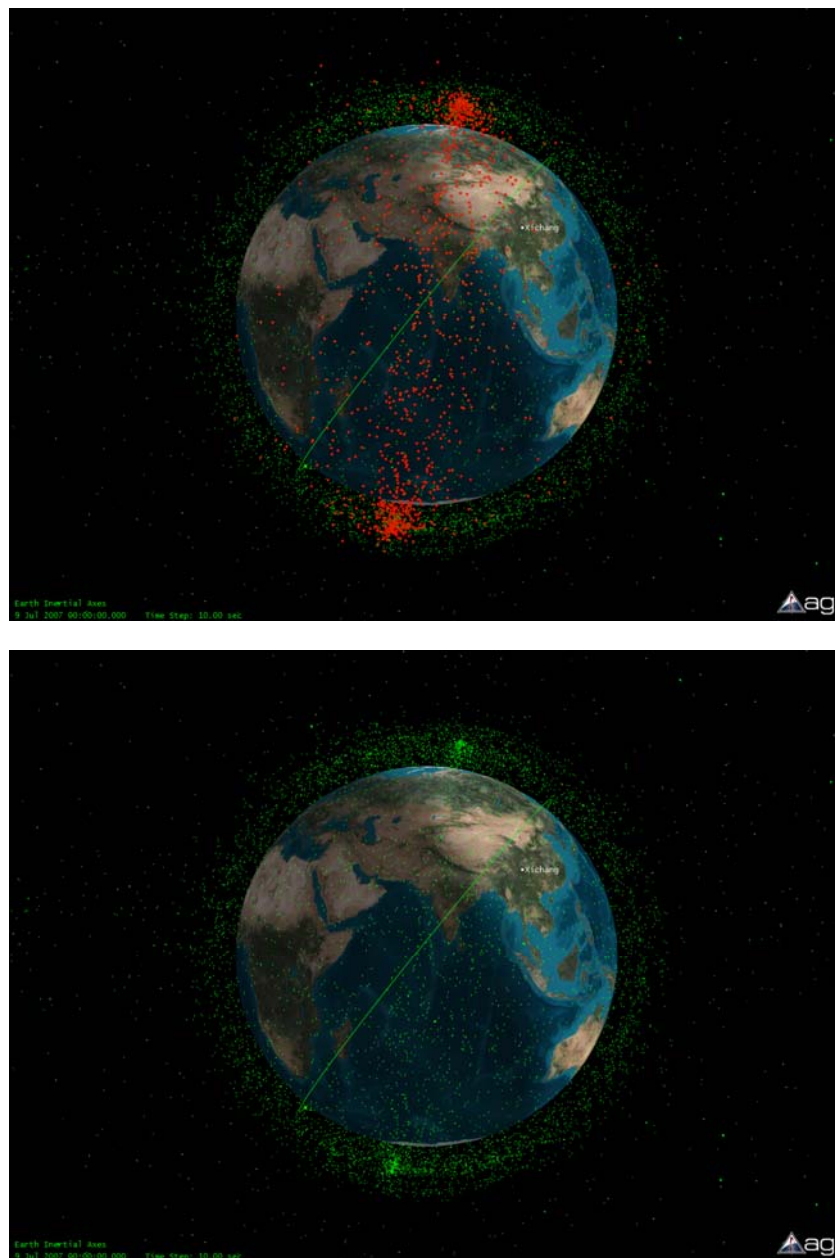 Xichang
Earth Inertial Axes
9 Jul 2007 00:00:00.000 Time Step: 10.00 sec
ag
Xichang
Earth Inertial Axes
9 Jul 2007 00:00:00.000 Time Step: 10.00 sec
ag